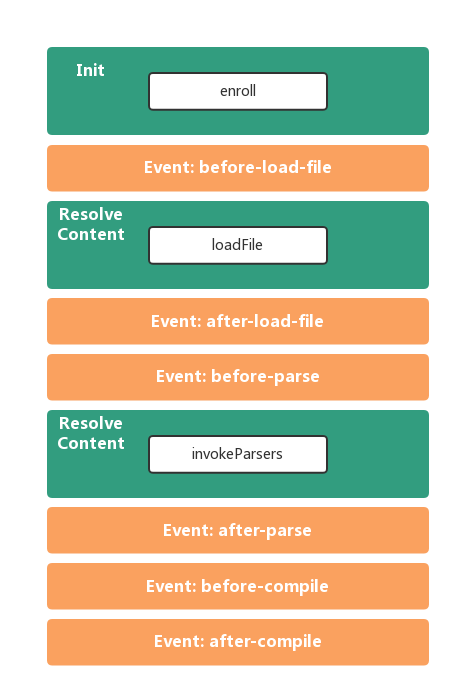 Init
enroll
Event: before-load-file
Resolve
Content
loadFile
Event: after-load-file
Event: before-parse
Resolve
Content
invokeParsers
Event: after-parse
Event: before-compile
Event: after-compile